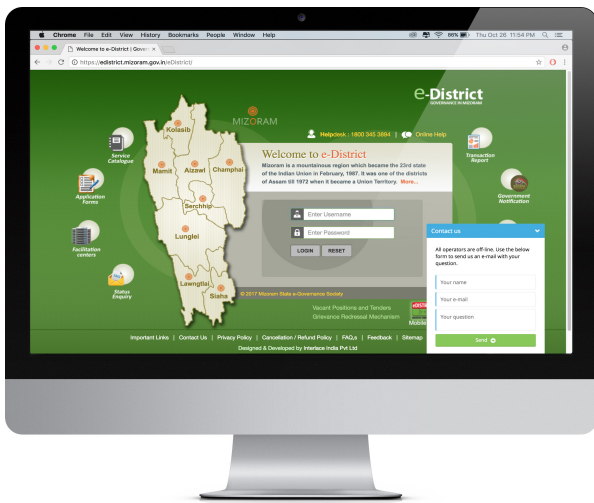 Chrome File Edit View History Bookmarks People Window Help
86% Thu Oct 26 11:54 PM
Welcome to e-District | Govern
https://edistrict.mizoram.gov.in/eDistrict/
e-District
GOVERNANCE IN MIZORAM
MIZORAM
Helpdesk : 1800 345 3894 | Online Help
Kolasib
Mamit
Aizawl
Champhai
Serchhip
Lunglei
Lawngtlai
Siaha
Service
Catalogue
Application
Forms
Facilitation
centers
Status
Enquiry
Welcome to e-District
Mizoram is a mountainous region which became the 23rd state
of the Indian Union in February, 1987. It was one of the districts
of Assam till 1972 when it became a Union Territory. More...
Enter Username
Enter Password
LOGIN RESET
Transaction
Report
Government
Notification
Contact us
All operators are off-line. Use the below
form to send us an e-mail with your
question.
Your name
Your e-mail
Your question
Send
© 2017 Mizoram State e-Governance Society
Vacant Positions and Tenders
Grievance Redressal Mechanism
Mobile
Important Links | Contact Us | Privacy Policy | Cancellation / Refund Policy | FAQ,s | Feedback | Sitemap
Designed & Developed by Interlace India Pvt Ltd